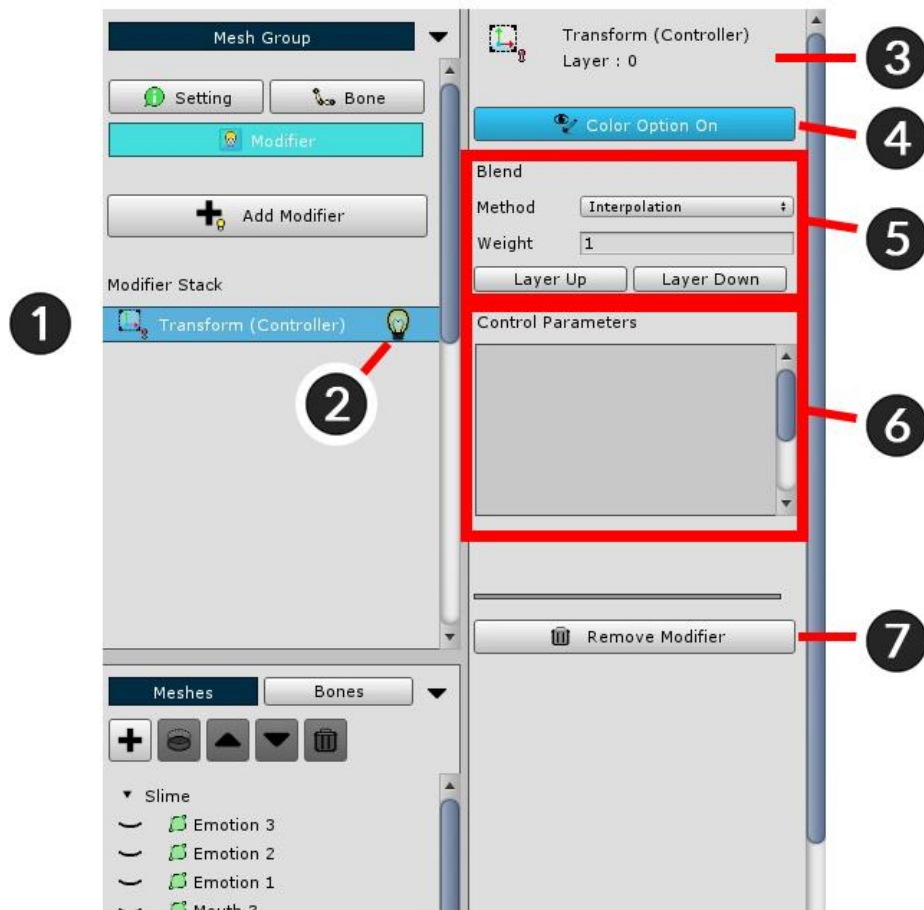 Mesh Group
Setting
Bone
Modifier
Add Modifier
Modifier Stack
1
Transform (Controller)
2
Meshes
Bones
Slime
Emotion 3
Emotion 2
Emotion 1
Mouth 3
Transform (Controller)
Layer : 0
3
Color Option On
4
Blend
Method
Interpolation
Weight
1
5
Layer Up
Layer Down
Control Parameters
6
Remove Modifier
7